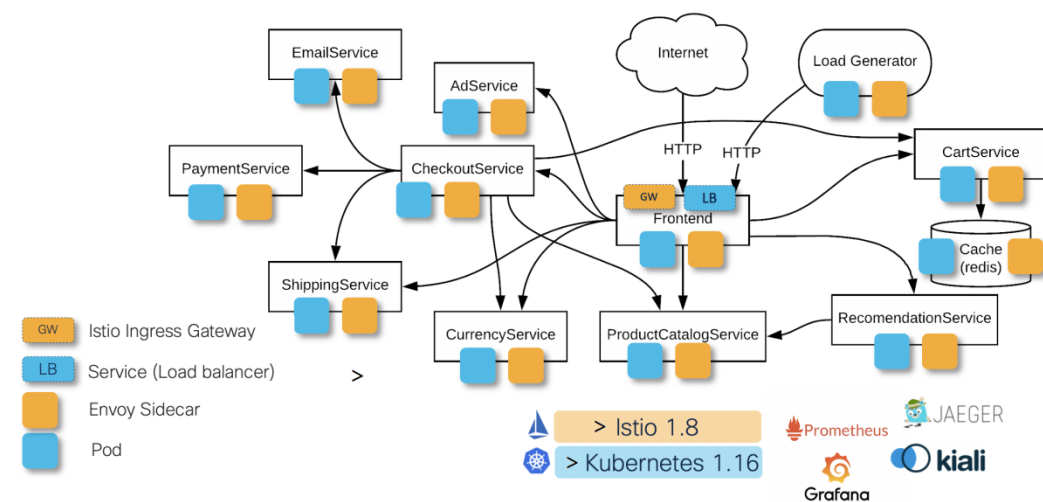 EmailService
Internet
Load Generator
AdService
HTTP
HTTP
PaymentService
CheckoutService
CartService
GW
LB
Frontend
Cache
(redis)
ShippingService
CurrencyService
ProductCatalogService
RecomendationService
GW
Istio Ingress Gateway
LB
Service (Load balancer)
>
Envoy Sidecar
Pod
> Istio 1.8
> Kubernetes 1.16
Prometheus
JAEGER
Grafana
kiali